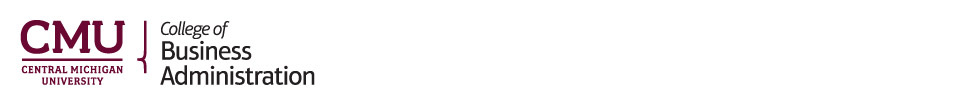 CMU
CENTRAL MICHIGAN
UNIVERSITY
College of
Business
Administration